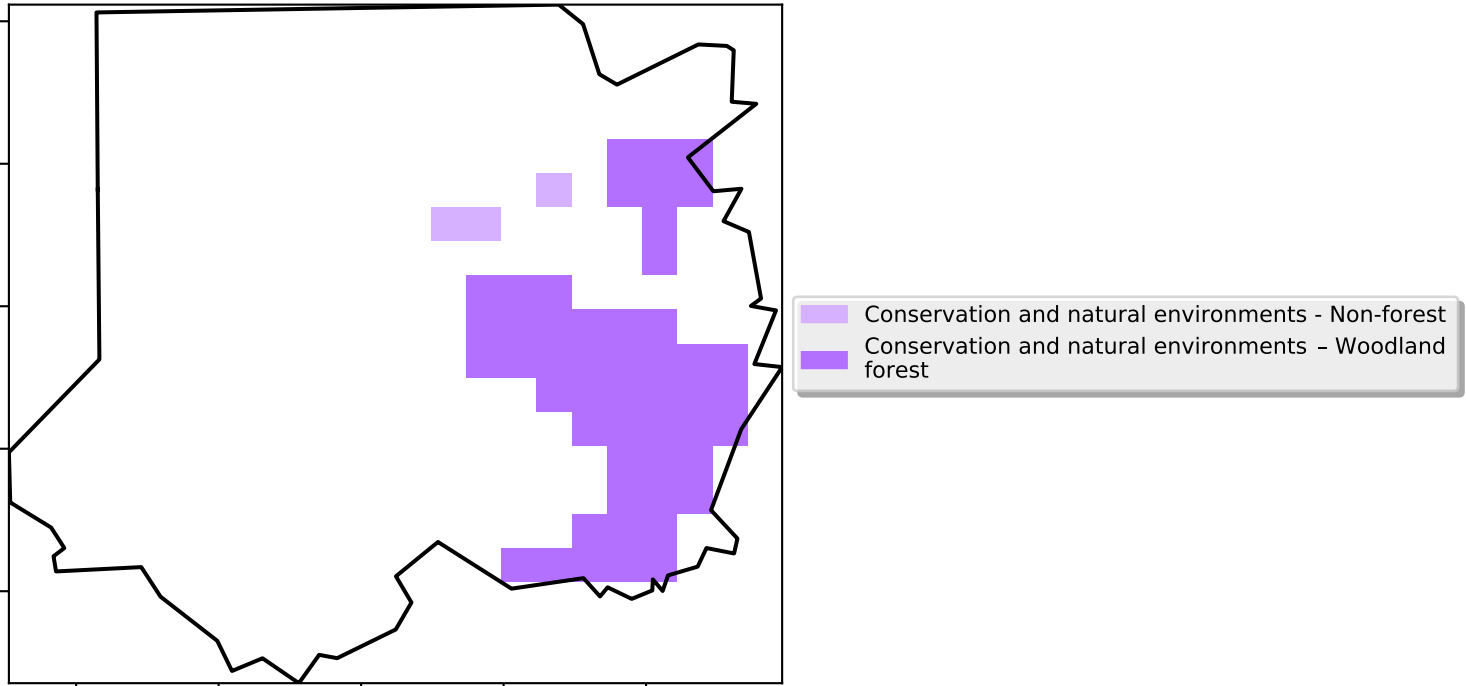 Conservation and natural environments - Non-forest
Conservation and natural environments – Woodland
forest